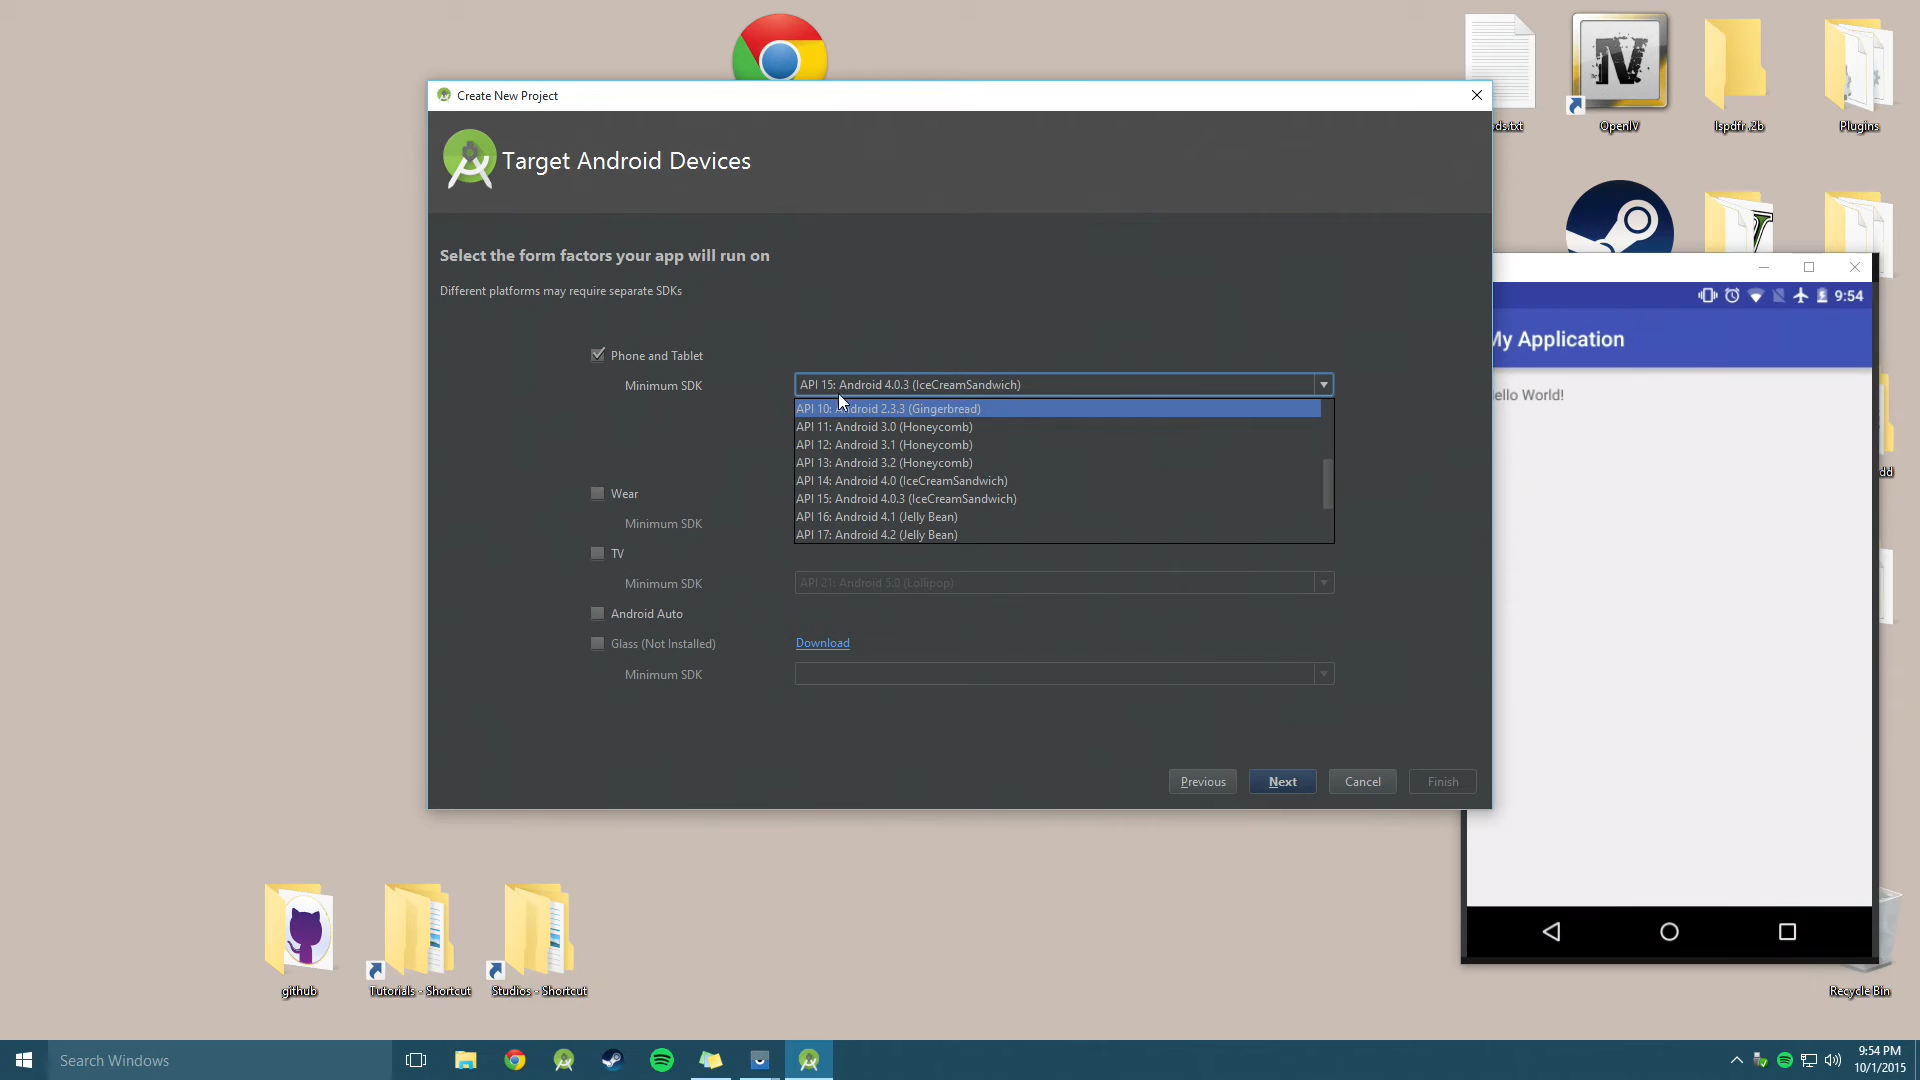 Create New Project
Target Android Devices
Select the form factors your app will run on
Different platforms may require separate SDKs
Phone and Tablet
Minimum SDK
API 15: Android 4.0.3 (IceCreamSandwich)
API 10: Android 2.3.3 (Gingerbread)
API 11: Android 3.0 (Honeycomb)
API 12: Android 3.1 (Honeycomb)
API 13: Android 3.2 (Honeycomb)
API 14: Android 4.0 (IceCreamSandwich)
API 15: Android 4.0.3 (IceCreamSandwich)
API 16: Android 4.1 (Jelly Bean)
API 17: Android 4.2 (Jelly Bean)
Wear
Minimum SDK
TV
Minimum SDK
API 21: Android 5.0 (Lollipop)
Android Auto
Glass (Not Installed)
Download
Minimum SDK
Previous
Next
Cancel
Finish
OpenIV
lspdfr .2b
Plugins
9:54
My Application
ello World!
github
Tutorials - Shortcut
Studios - Shortcut
Recycle Bin
Search Windows
9:54 PM
10/1/2015